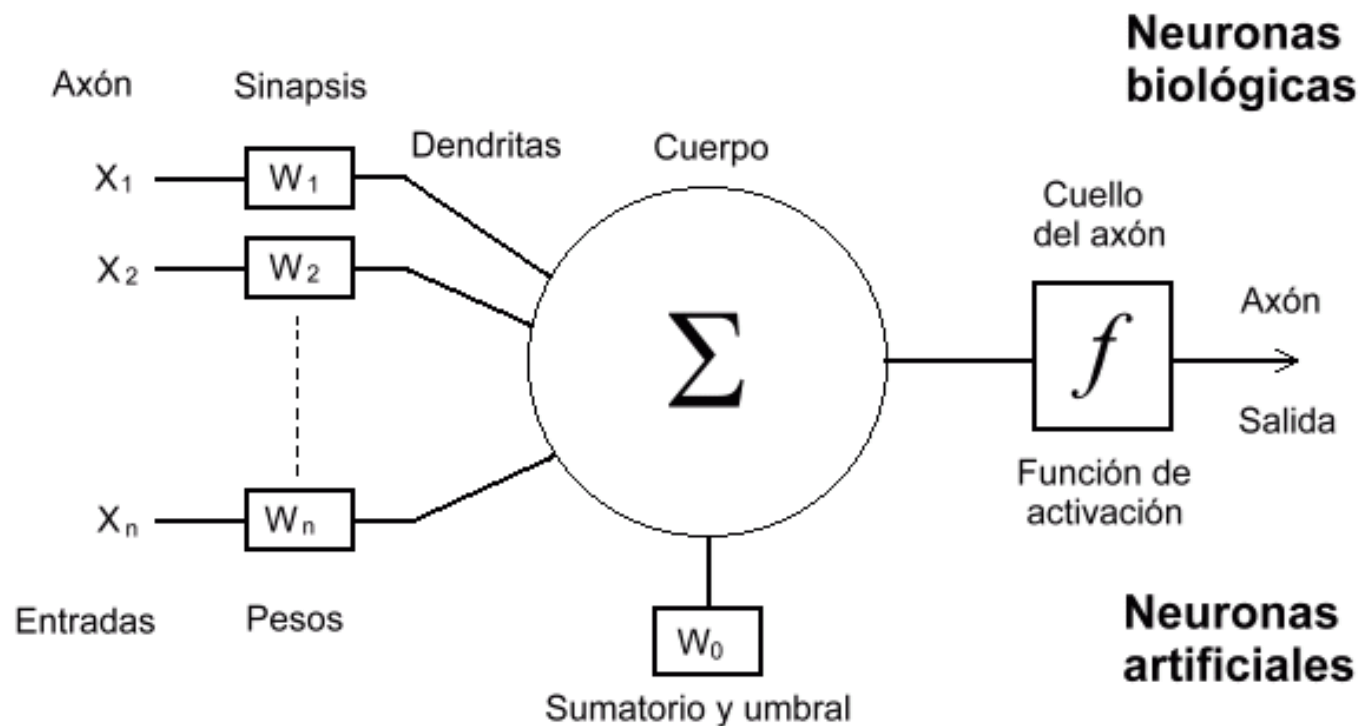 Neuronas
biológicas
Axón
Sinapsis
Dendritas
Cuerpo
Cuello
del axón
X₁
W₁
X₂
W₂
Xₙ
Wₙ
Σ
f
Axón
Salida
Función de
activación
Entradas
Pesos
W₀
Sumatorio y umbral
Neuronas
artificiales